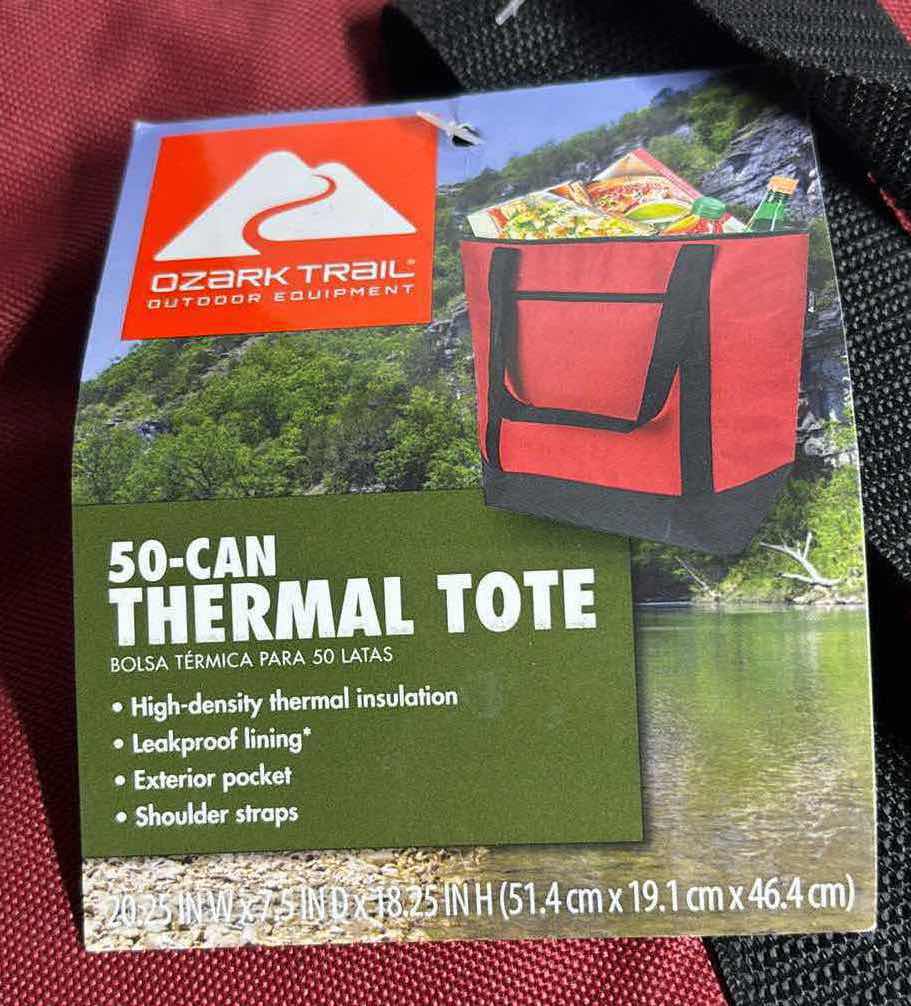 OZARK TRAIL®
OUTDOOR EQUIPMENT
50-CAN
THERMAL TOTE
BOLSA TÉRMICA PARA 50 LATAS
• High-density thermal insulation
• Leakproof lining*
• Exterior pocket
• Shoulder straps
20.25 IN W x 7.5 IN D x 18.25 IN H (51.4 cm x 19.1 cm x 46.4 cm)